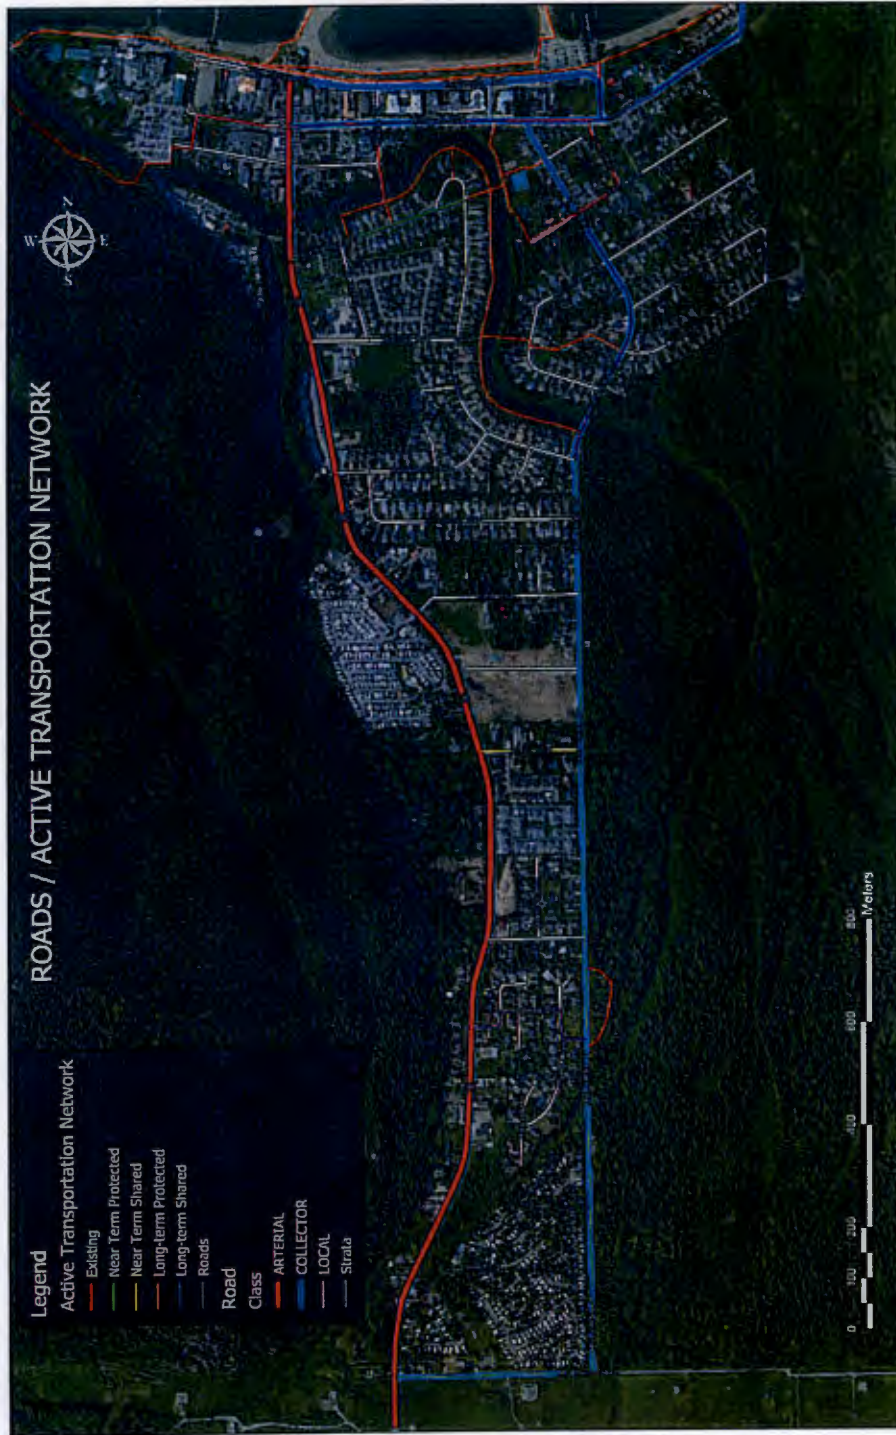 ROADS / ACTIVE TRANSPORTATION NETWORK
N
W
E
S
Legend
Active Transportation Network
Existing
Near Term Protected
Near Term Shared
Long-term Protected
Long-term Shared
Roads
Road
Class
ARTERIAL
COLLECTOR
LOCAL
Strata
0 100 200 400 600 800
Meters